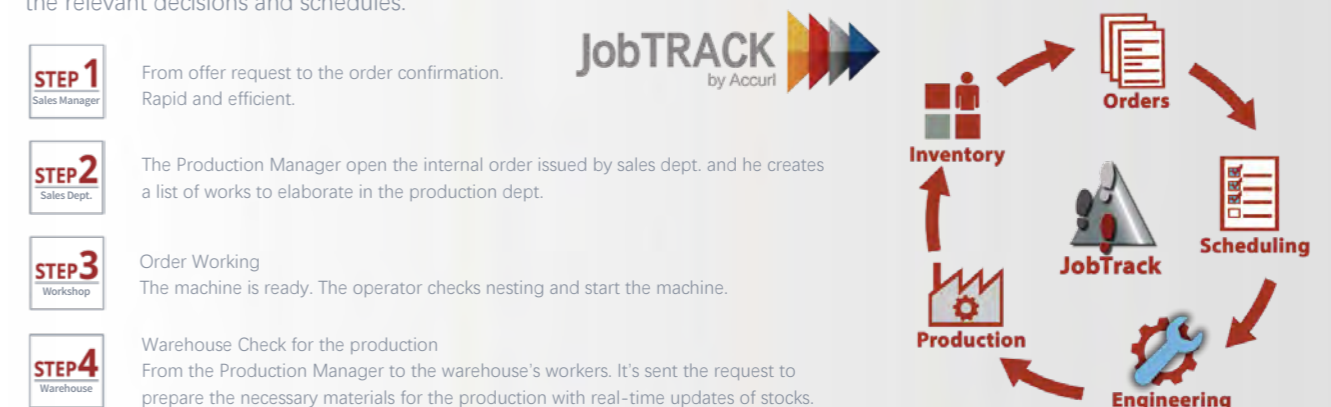 the relevant decisions and schedules.
JobTRACK
by Accurl
STEP 1
Sales Manager
From offer request to the order confirmation.
Rapid and efficient.
STEP 2
Sales Dept.
The Production Manager open the internal order issued by sales dept. and he creates
a list of works to elaborate in the production dept.
STEP 3
Workshop
Order Working
The machine is ready. The operator checks nesting and start the machine.
STEP 4
Warehouse
Warehouse Check for the production
From the Production Manager to the warehouse's workers. It's sent the request to
prepare the necessary materials for the production with real-time updates of stocks.
Orders
Inventory
Scheduling
JobTrack
Production
Engineering